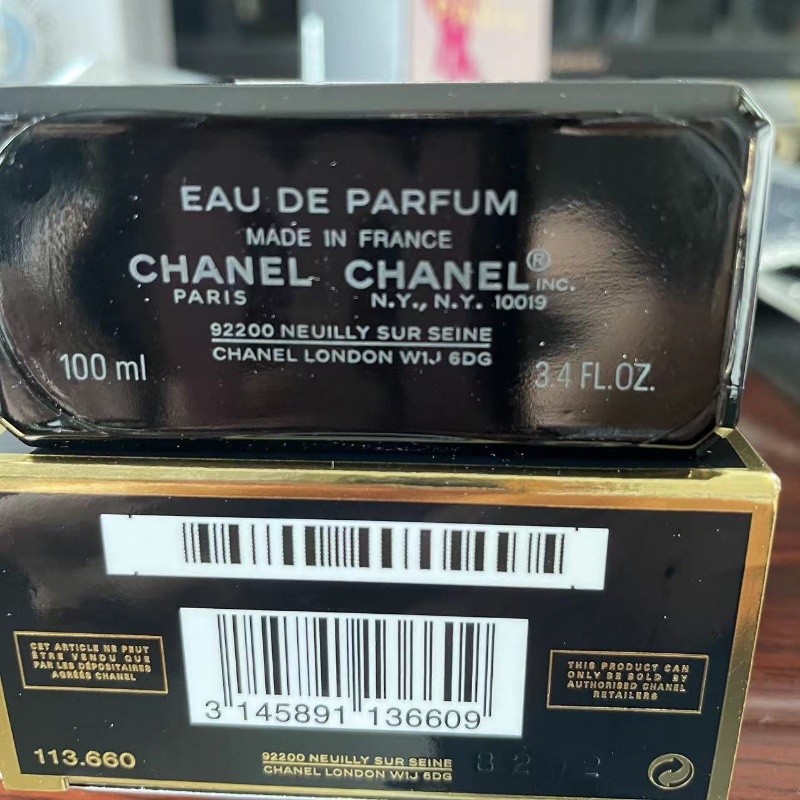 EAU DE PARFUM
MADE IN FRANCE
CHANEL CHANEL® INC.
PARIS N.Y., N.Y. 10019
92200 NEUILLY SUR SEINE
CHANEL LONDON W1J 6DG
100 ml 3.4 FL.OZ.
CET ARTICLE NE PEUT
ÊTRE VENDU QUE
PAR LES DÉPOSITAIRES
AGRÉÉS CHANEL
THIS PRODUCT CAN
ONLY BE SOLD BY
AUTHORISED CHANEL
RETAILERS
3 145891 136609
113.660
92200 NEUILLY SUR SEINE
CHANEL LONDON W1J 6DG